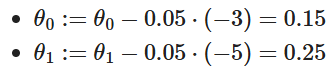 • θ₀ := θ₀ − 0.05 · (−3) = 0.15
• θ₁ := θ₁ − 0.05 · (−5) = 0.25